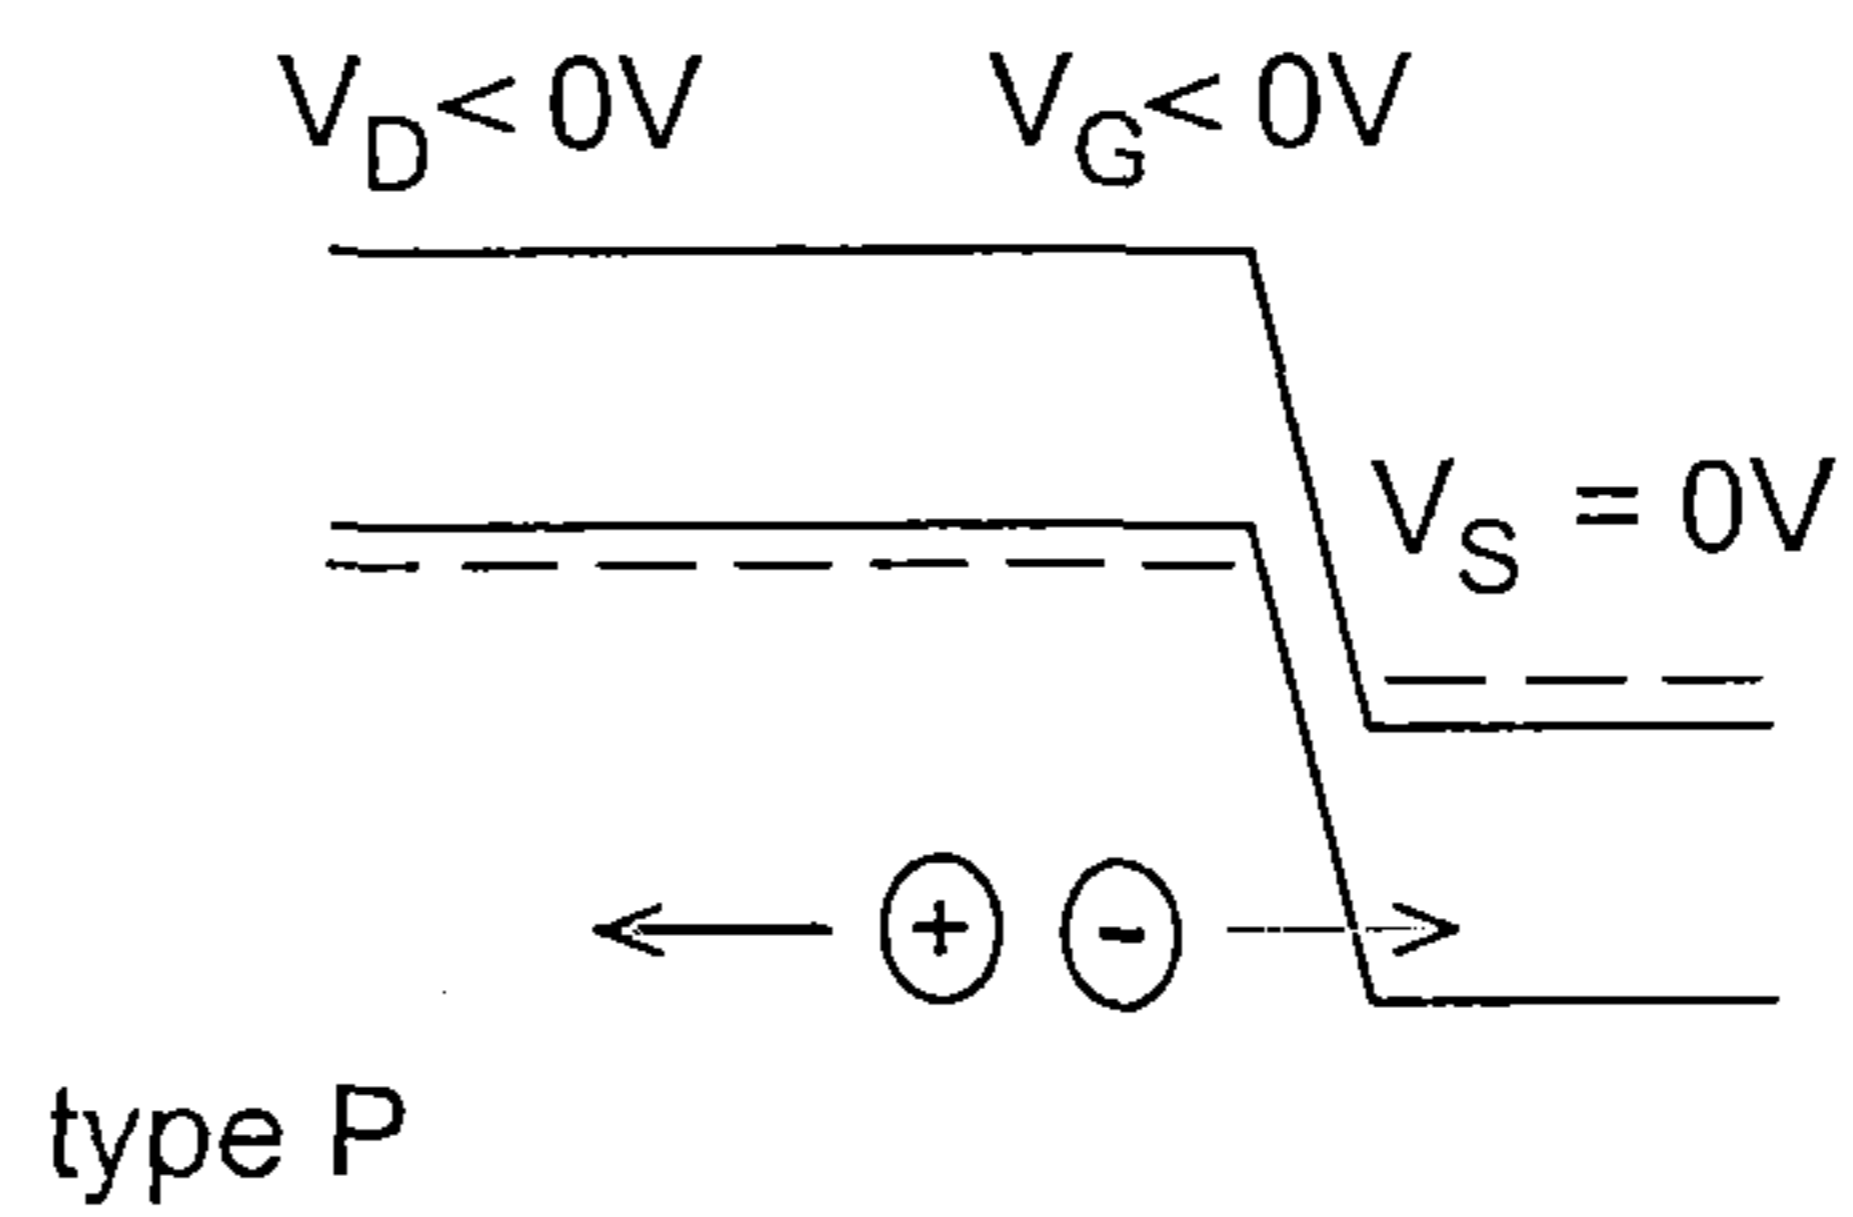 V_D < 0V V_G < 0V
V_S = 0V
+ -
type P